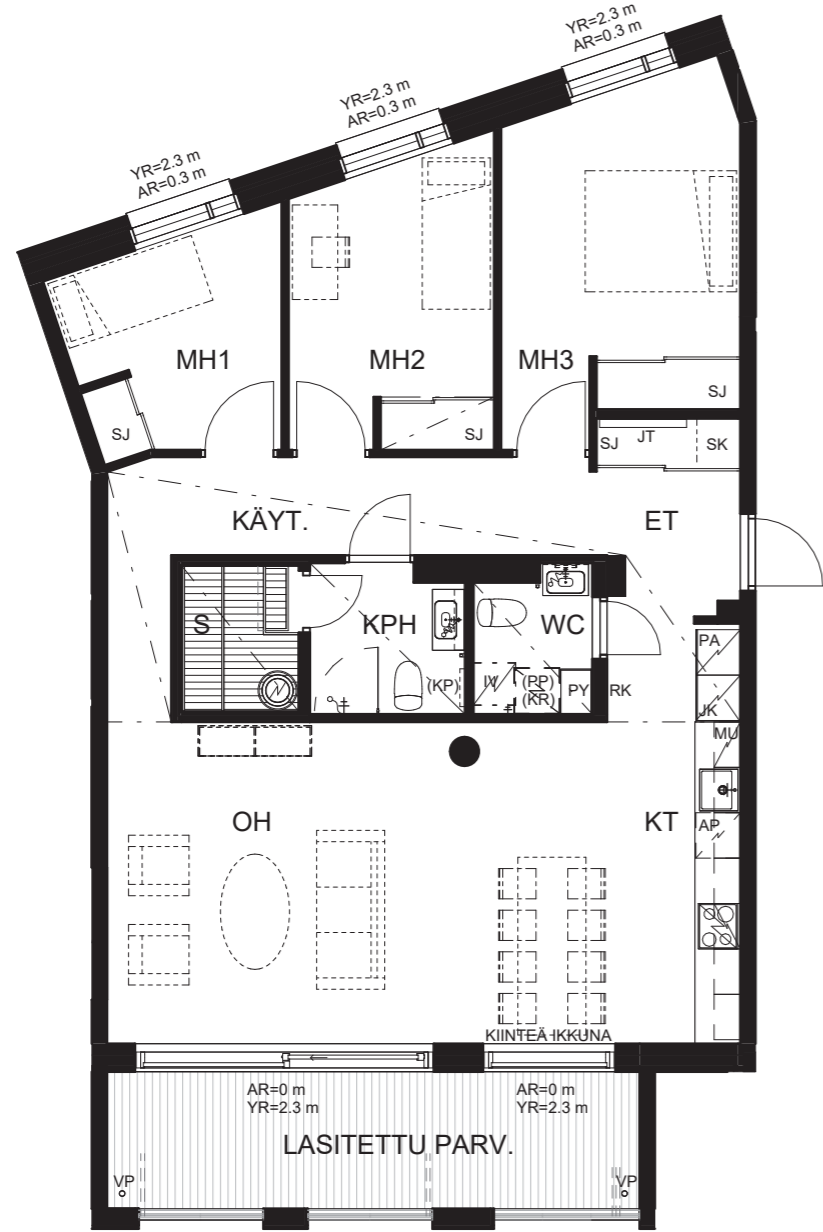 YR=2.3 m
AR=0.3 m
YR=2.3 m
AR=0.3 m
YR=2.3 m
AR=0.3 m
MH1
MH2
MH3
SJ
SJ
SJ
SJ
JT
SK
KÄYT.
ET
S
KPH
WC
PA
(KP)
IV
(PP)
(KR)
PY
RK
JK
MU
OH
KT
AP
KIINTEÄ IKKUNA
AR=0 m
YR=2.3 m
AR=0 m
YR=2.3 m
LASITETTU PARV.
VP
VP